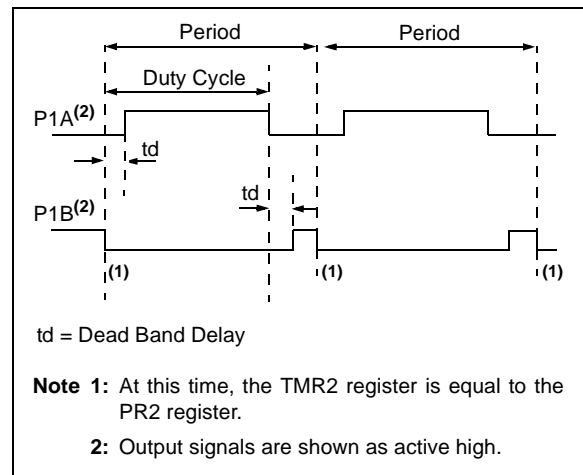 Period Period
Duty Cycle
P1A(2)
td
td
P1B(2)
(1) (1) (1)
td = Dead Band Delay
Note 1: At this time, the TMR2 register is equal to the
PR2 register.
2: Output signals are shown as active high.